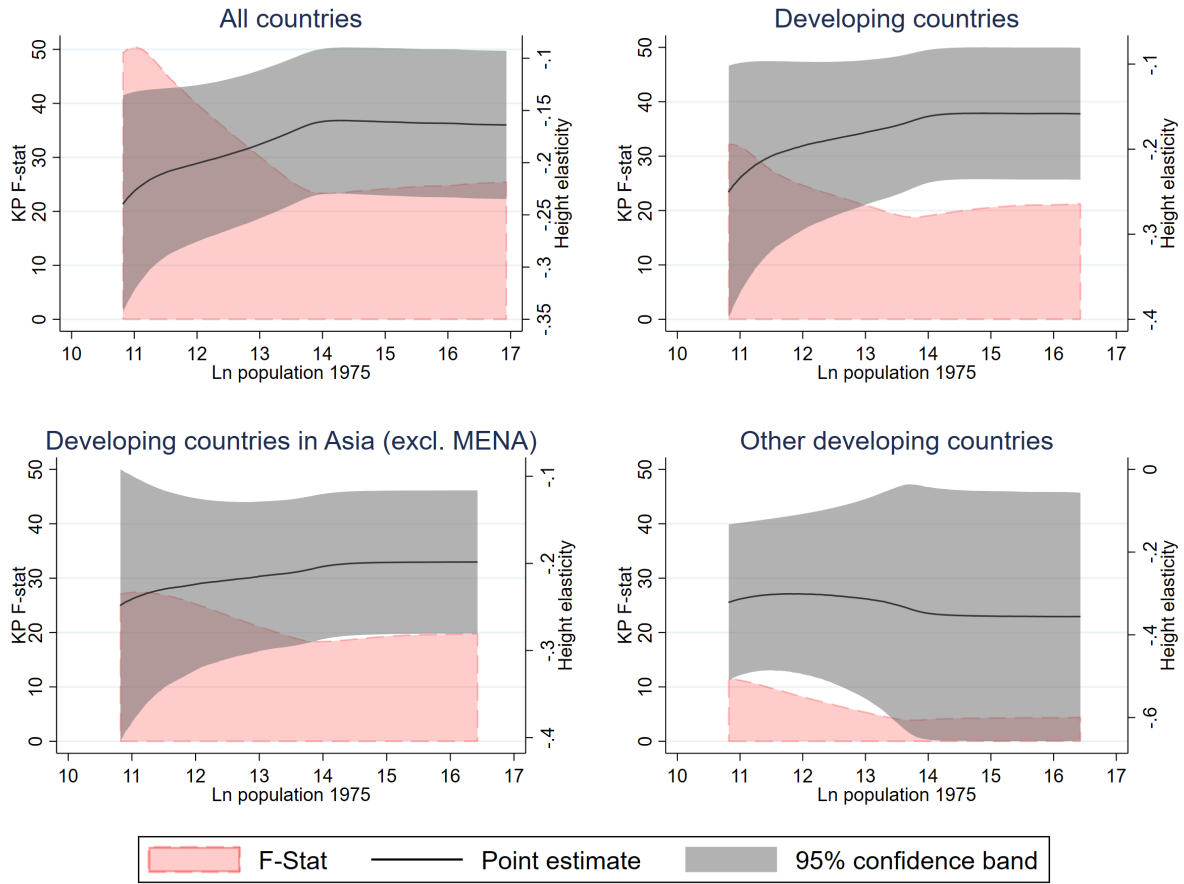 All countries
50
40
30
20
10
0
KP F-stat
-.1
-.15
-.2
-.25
-.3
-.35
Height elasticity
10 11 12 13 14 15 16 17
Ln population 1975
Developing countries
50
40
30
20
10
0
KP F-stat
-.1
-.2
-.3
-.4
Height elasticity
10 11 12 13 14 15 16 17
Ln population 1975
Developing countries in Asia (excl. MENA)
50
40
30
20
10
0
KP F-stat
-.1
-.2
-.3
-.4
Height elasticity
10 11 12 13 14 15 16 17
Ln population 1975
Other developing countries
50
40
30
20
10
0
KP F-stat
0
-.2
-.4
-.6
Height elasticity
10 11 12 13 14 15 16 17
Ln population 1975
F-Stat Point estimate 95% confidence band